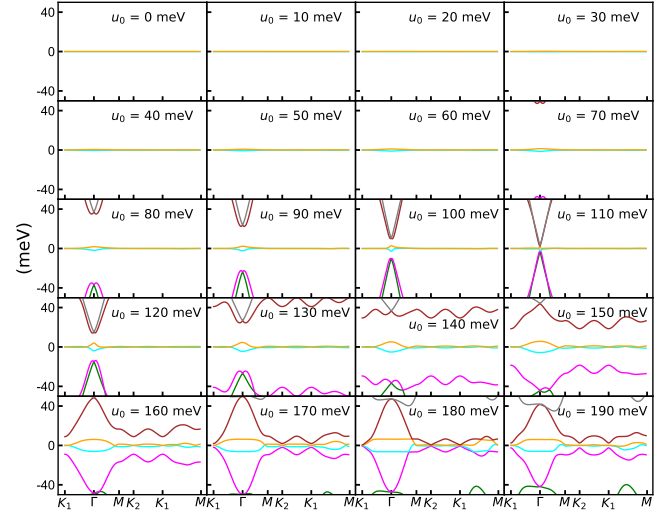 40 u₀ = 0 meV u₀ = 10 meV u₀ = 20 meV u₀ = 30 meV
0
-40
40 u₀ = 40 meV u₀ = 50 meV u₀ = 60 meV u₀ = 70 meV
0
-40
40 u₀ = 80 meV u₀ = 90 meV u₀ = 100 meV u₀ = 110 meV
0
(meV)
-40
40 u₀ = 120 meV u₀ = 130 meV u₀ = 140 meV u₀ = 150 meV
0
-40
40 u₀ = 160 meV u₀ = 170 meV u₀ = 180 meV u₀ = 190 meV
0
-40
K₁ Γ M K₂ K₁ M K₁ Γ M K₂ K₁ M K₁ Γ M K₂ K₁ M K₁ Γ M K₂ K₁ M